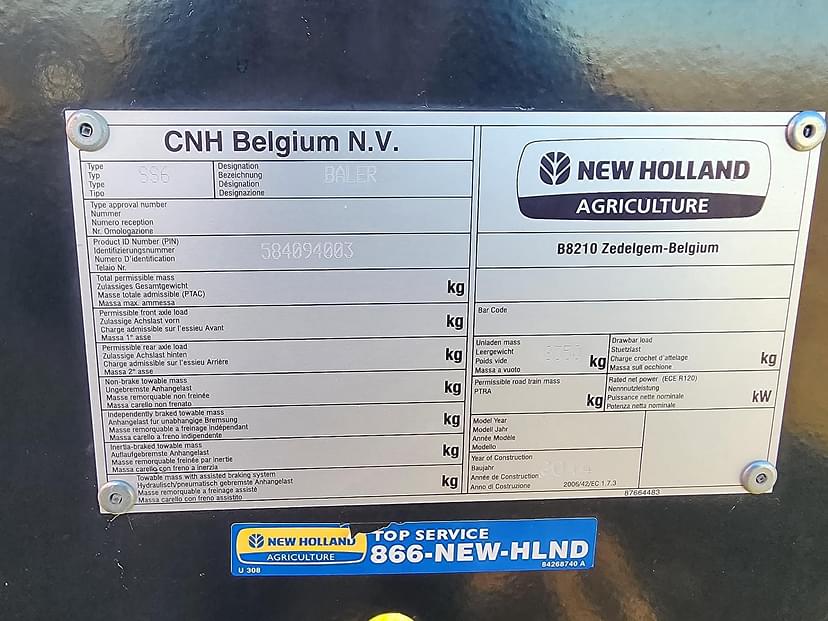 CNH Belgium N.V.
Type
Typ
Type
Tipo
SS6
Designation
Bezeichnung
Désignation
Designazione
BALER
Type approval number
Nummer
Numero reception
Nr. Omologazione
Product ID Number (PIN)
Identifizierungsnummer
Numero D'identification
Telaio Nr.
584094003
Total permissible mass
Zulassiges Gesamtgewicht
Masse totale admissible (PTAC)
Massa max. ammessa
kg
Permissible front axle load
Zulassige Achslast vorn
Charge admissible sur l'essieu Avant
Massa 1° asse
kg
Permissible rear axle load
Zulassige Achslast hinten
Charge admissible sur l'essieu Arrière
Massa 2° asse
kg
Non-brake towable mass
Ungebremste Anhangelast
Masse remorquable non freinée
Massa carello non frenato
kg
Independently braked towable mass
Anhangelast fur unabhangige Bremsung
Masse remorquable a freinage indépendant
Massa carello a freno indipendente
kg
Inertia-braked towable mass
Auflaufgebremste Anhangelast
Masse remorquable freinée par inertie
Massa carello con freno a inerzia
kg
Towable mass with assisted braking system
Hydraulisch/pneumatisch gebremste Anhangelast
Masse remorquable a freinage assisté
Massa carello con freno assistito
kg
NEW HOLLAND
AGRICULTURE
B8210 Zedelgem-Belgium
Bar Code
Unladen mass
Leergewicht
Poids vide
Massa a vuoto
kg
Drawbar load
Stuetzlast
Charge crochet d'attelage
Massa sull occhione
kg
Permissible road train mass
PTRA
kg
Rated net power (ECE R120)
Nennnutzleistung
Puissance nette nominale
Potenza netta nominale
kW
Model Year
Modell Jahr
Année Modèle
Modello
Year of Construction
Baujahr
Année de Construction
Anno di Costruzione
2014
2006/42/EC 1.7.3
87664483
NEW HOLLAND
AGRICULTURE
U 308
TOP SERVICE
866-NEW-HLND
84268740 A